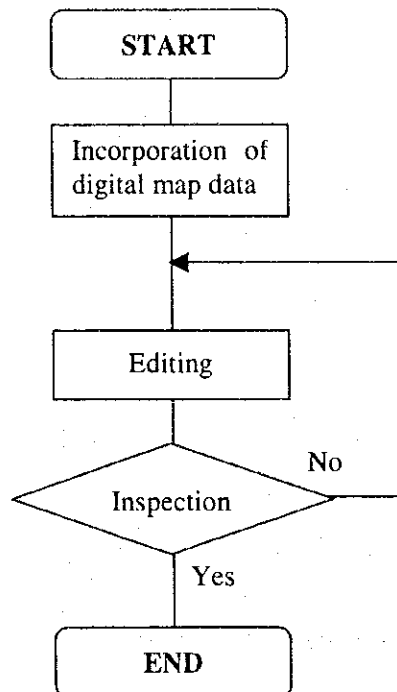 START
Incorporation of
digital map data
Editing
No
Inspection
Yes
END